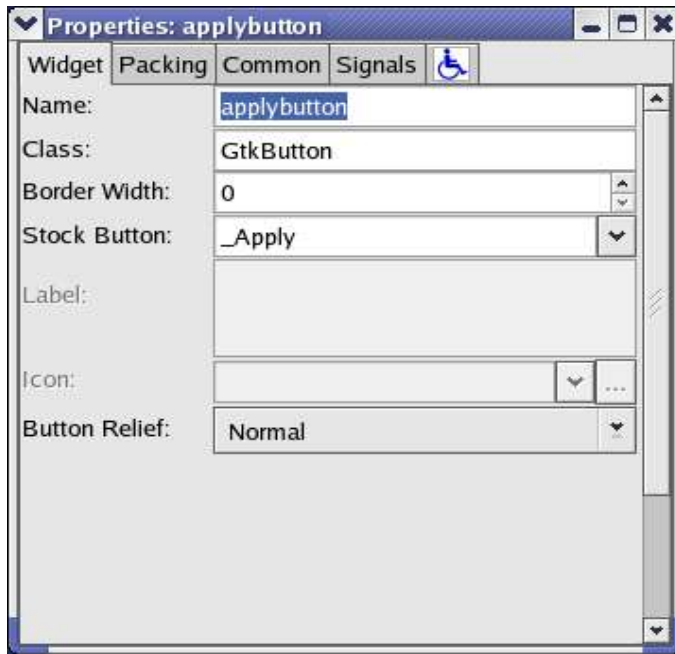 Properties: applybutton
Widget Packing Common Signals
Name: applybutton
Class: GtkButton
Border Width: 0
Stock Button: _Apply
Label:
Icon: ...
Button Relief: Normal